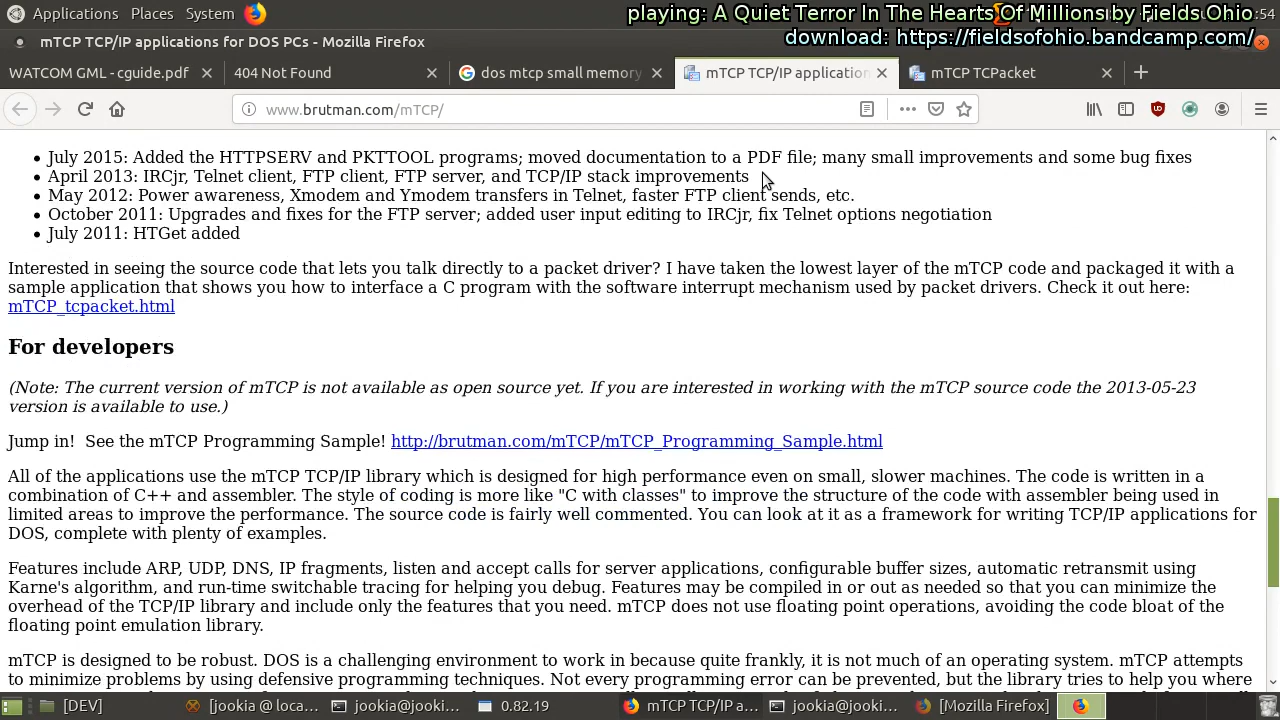 Applications Places System
playing: A Quiet Terror In The Hearts Of Millions by Fields Ohio
:54
download: https://fieldsofohio.bandcamp.com/
mTCP TCP/IP applications for DOS PCs - Mozilla Firefox
WATCOM GML - cguide.pdf
404 Not Found
dos mtcp small memory
mTCP TCP/IP application
mTCP TCPacket
www.brutman.com/mTCP/
July 2015: Added the HTTPSERV and PKTTOOL programs; moved documentation to a PDF file; many small improvements and some bug fixes
April 2013: IRCjr, Telnet client, FTP client, FTP server, and TCP/IP stack improvements
May 2012: Power awareness, Xmodem and Ymodem transfers in Telnet, faster FTP client sends, etc.
October 2011: Upgrades and fixes for the FTP server; added user input editing to IRCjr, fix Telnet options negotiation
July 2011: HTGet added
Interested in seeing the source code that lets you talk directly to a packet driver? I have taken the lowest layer of the mTCP code and packaged it with a
sample application that shows you how to interface a C program with the software interrupt mechanism used by packet drivers. Check it out here:
mTCP_tcpacket.html
For developers
(Note: The current version of mTCP is not available as open source yet. If you are interested in working with the mTCP source code the 2013-05-23
version is available to use.)
Jump in!  See the mTCP Programming Sample! http://brutman.com/mTCP/mTCP_Programming_Sample.html
All of the applications use the mTCP TCP/IP library which is designed for high performance even on small, slower machines. The code is written in a
combination of C++ and assembler. The style of coding is more like "C with classes" to improve the structure of the code with assembler being used in
limited areas to improve the performance. The source code is fairly well commented. You can look at it as a framework for writing TCP/IP applications for
DOS, complete with plenty of examples.
Features include ARP, UDP, DNS, IP fragments, listen and accept calls for server applications, configurable buffer sizes, automatic retransmit using
Karne's algorithm, and run-time switchable tracing for helping you debug. Features may be compiled in or out as needed so that you can minimize the
overhead of the TCP/IP library and include only the features that you need. mTCP does not use floating point operations, avoiding the code bloat of the
floating point emulation library.
mTCP is designed to be robust. DOS is a challenging environment to work in because quite frankly, it is not much of an operating system. mTCP attempts
to minimize problems by using defensive programming techniques. Not every programming error can be prevented, but the library tries to help you where
[DEV]
[jookia @ loca...
jookia@jooki...
0.82.19
mTCP TCP/IP a...
jookia@jooki...
[Mozilla Firefox]